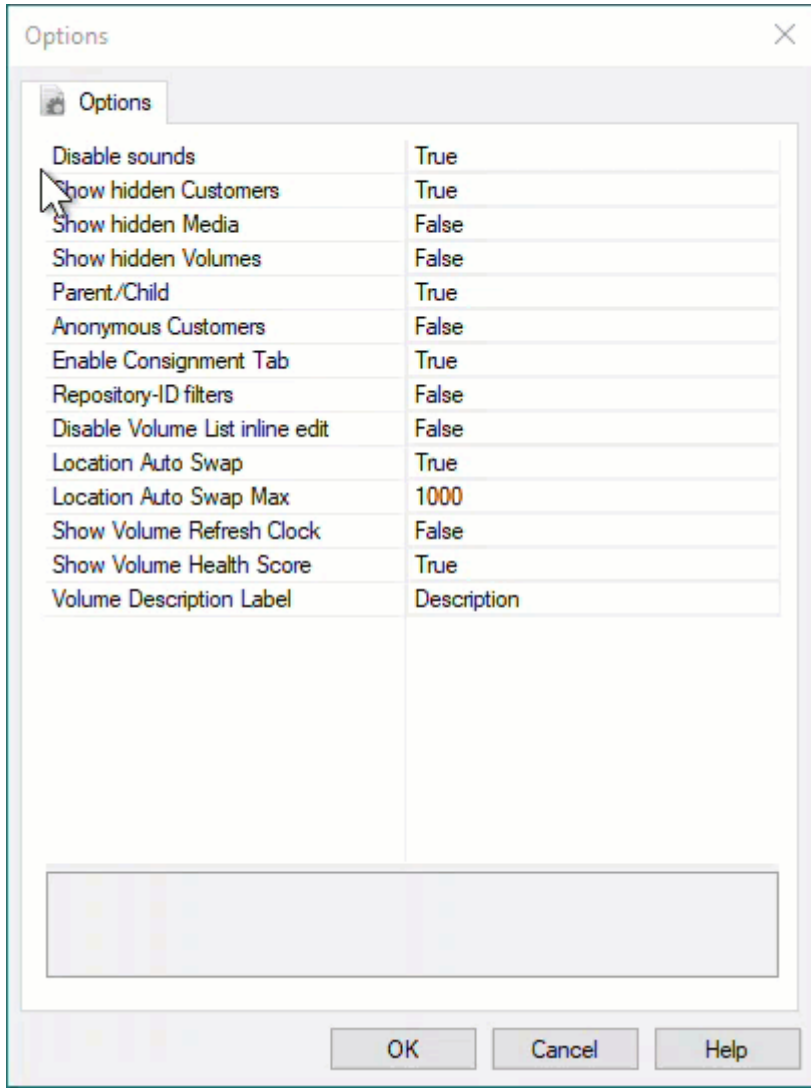 Options
Options
Disable sounds True
Show hidden Customers True
Show hidden Media False
Show hidden Volumes False
Parent/Child True
Anonymous Customers False
Enable Consignment Tab True
Repository-ID filters False
Disable Volume List inline edit False
Location Auto Swap True
Location Auto Swap Max 1000
Show Volume Refresh Clock False
Show Volume Health Score True
Volume Description Label Description
OK Cancel Help